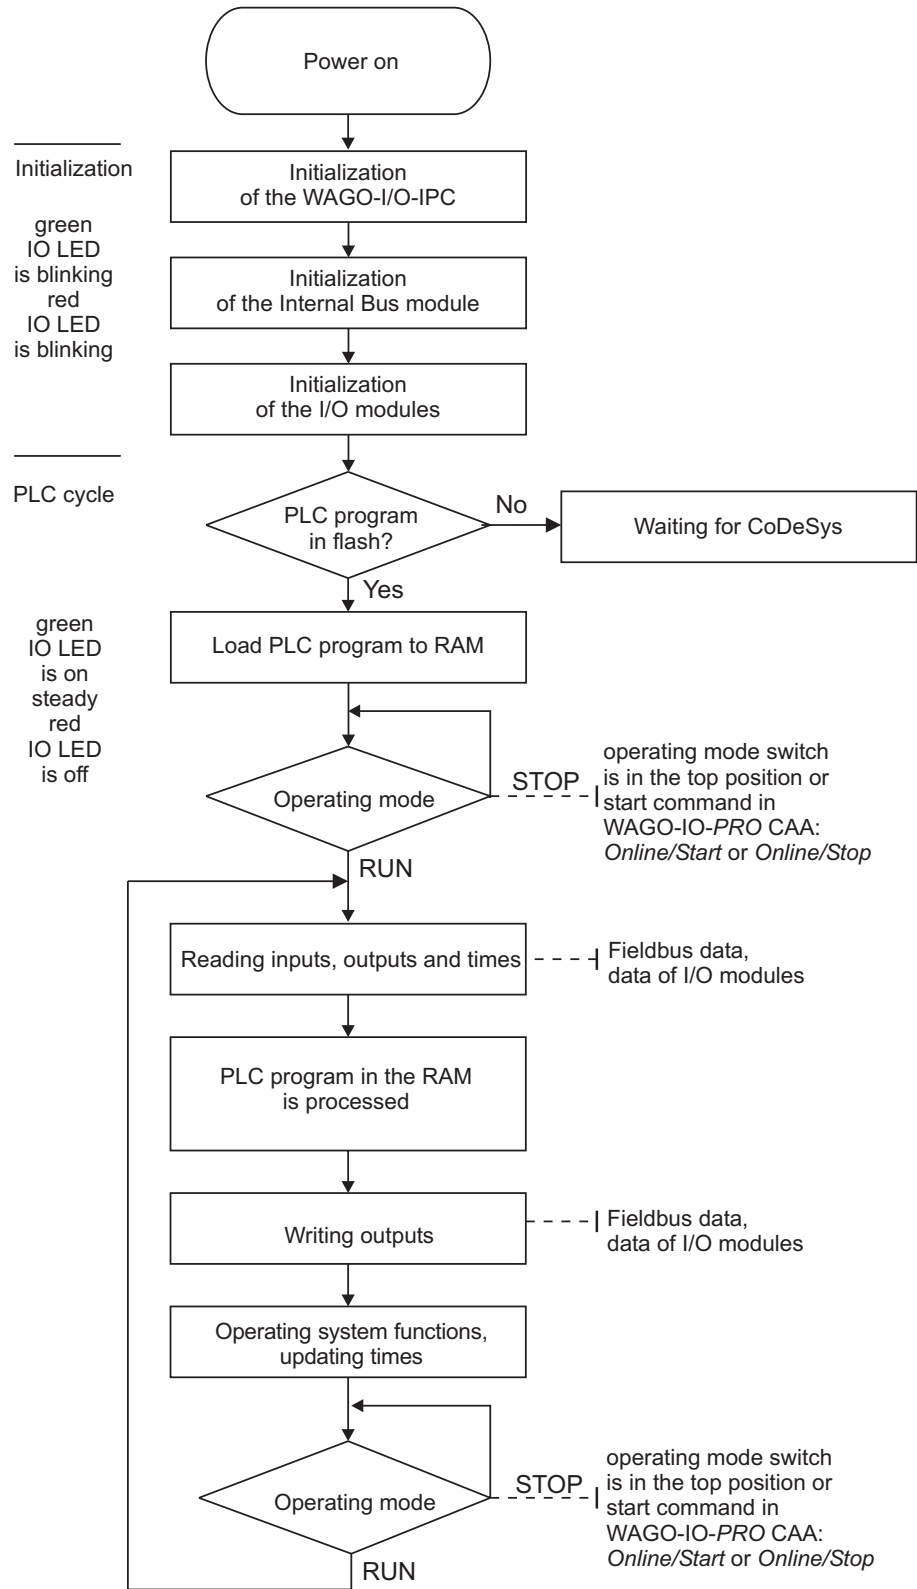 Power on
Initialization
Initialization
of the WAGO-I/O-IPC
green
IO LED
is blinking
red
IO LED
is blinking
Initialization
of the Internal Bus module
Initialization
of the I/O modules
PLC cycle
PLC program
in flash?
No
Waiting for CoDeSys
Yes
green
IO LED
is on
steady
red
IO LED
is off
Load PLC program to RAM
Operating mode
STOP
operating mode switch
is in the top position or
start command in
WAGO-IO-PRO CAA:
Online/Start or Online/Stop
RUN
Reading inputs, outputs and times
Fieldbus data,
data of I/O modules
PLC program in the RAM
is processed
Writing outputs
Fieldbus data,
data of I/O modules
Operating system functions,
updating times
Operating mode
STOP
operating mode switch
is in the top position or
start command in
WAGO-IO-PRO CAA:
Online/Start or Online/Stop
RUN